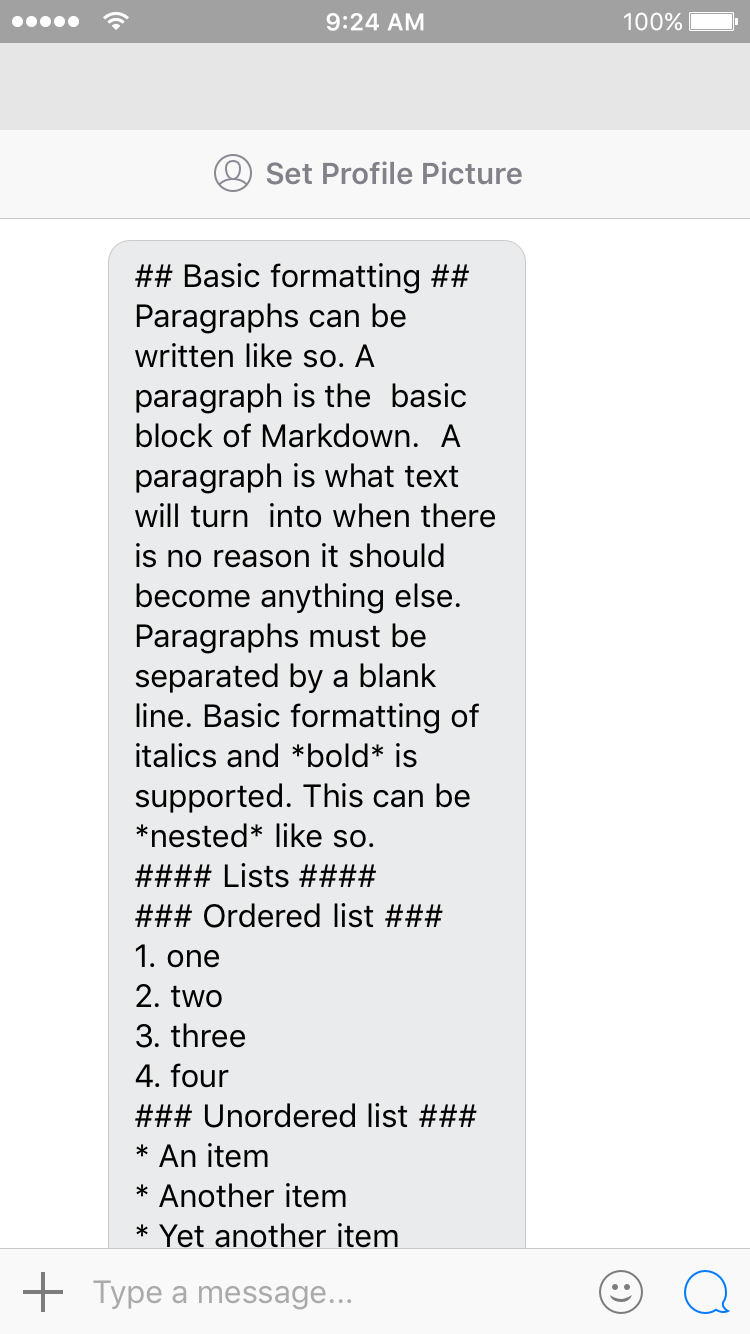 9:24 AM 100%
Set Profile Picture
## Basic formatting ##
Paragraphs can be
written like so. A
paragraph is the  basic
block of Markdown.  A
paragraph is what text
will turn  into when there
is no reason it should
become anything else.
Paragraphs must be
separated by a blank
line. Basic formatting of
italics and *bold* is
supported. This can be
*nested* like so.
#### Lists ####
### Ordered list ###
1. one
2. two
3. three
4. four
### Unordered list ###
* An item
* Another item
* Yet another item
Type a message...